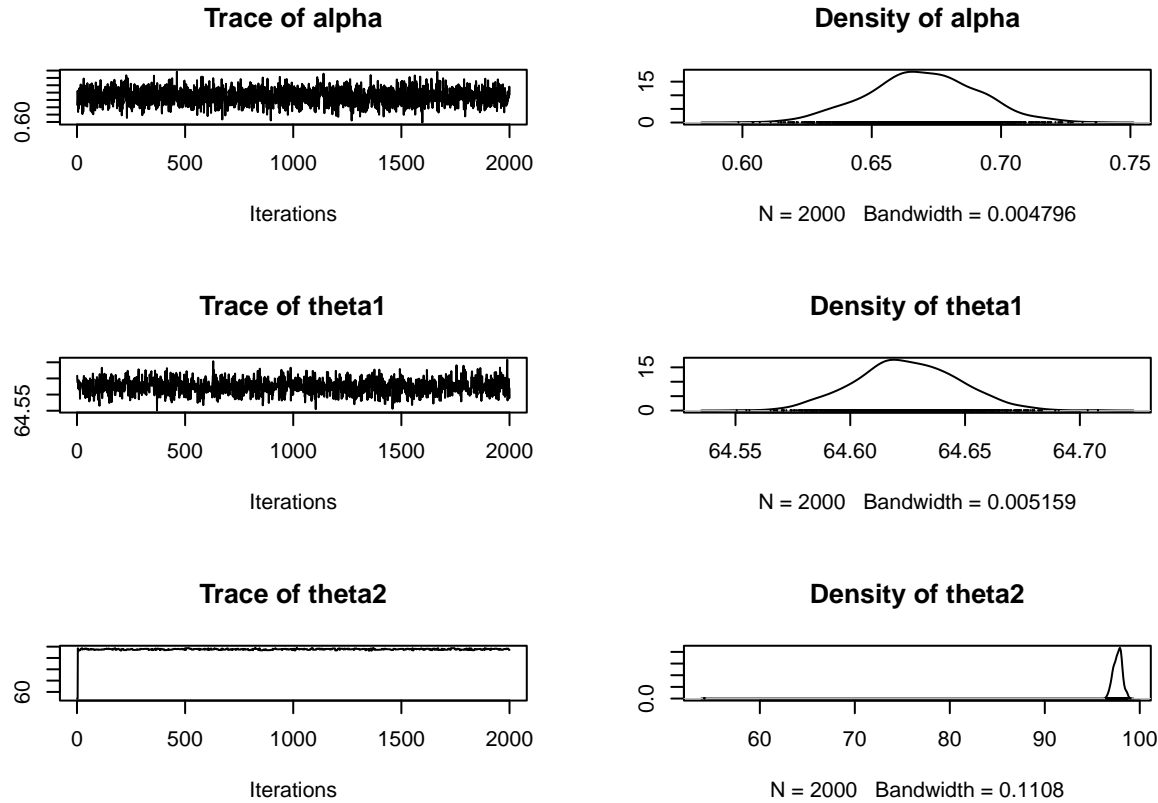 Trace of alpha
0.60
0 500 1000 1500 2000
Iterations
Density of alpha
0 15
0.60 0.65 0.70 0.75
N = 2000 Bandwidth = 0.004796
Trace of theta1
64.55
0 500 1000 1500 2000
Iterations
Density of theta1
0 15
64.55 64.60 64.65 64.70
N = 2000 Bandwidth = 0.005159
Trace of theta2
60
0 500 1000 1500 2000
Iterations
Density of theta2
0.0
60 70 80 90 100
N = 2000 Bandwidth = 0.1108